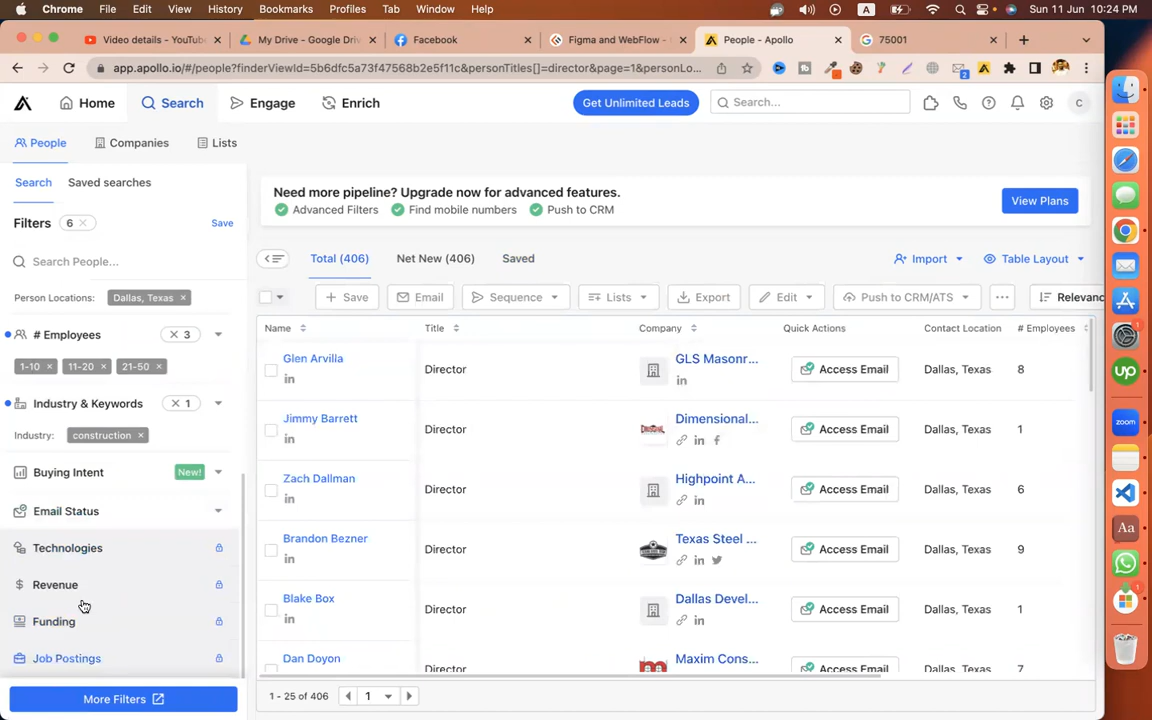 Chrome File Edit View History Bookmarks Profiles Tab Window Help A Sun 11 Jun 10:24 PM
Video details - YouTube My Drive - Google Driv Facebook Figma and WebFlow - People - Apollo 75001
app.apollo.io/#/people?finderViewId=5b6dfc5a73f47568b2e5f11c&personTitles[]=director&page=1&personLo...
Home Search Engage Enrich Get Unlimited Leads Search... C
People Companies Lists
Search Saved searches
Need more pipeline? Upgrade now for advanced features.
Advanced Filters Find mobile numbers Push to CRM
View Plans
Filters 6 Save
Search People...
Total (406) Net New (406) Saved Import Table Layout
Person Locations: Dallas, Texas
Save Email Sequence Lists Export Edit Push to CRM/ATS Relevanc
# Employees 3
1-10 11-20 21-50
Industry & Keywords 1
Industry: construction
Buying Intent New!
Email Status
Technologies
Revenue
Funding
Job Postings
More Filters
Name Title Company Quick Actions Contact Location # Employees
Glen Arvilla Director GLS Masonr... Access Email Dallas, Texas 8
Jimmy Barrett Director Dimensional... Access Email Dallas, Texas 1
Zach Dallman Director Highpoint A... Access Email Dallas, Texas 6
Brandon Bezner Director Texas Steel ... Access Email Dallas, Texas 9
Blake Box Director Dallas Devel... Access Email Dallas, Texas 1
Dan Doyon Director Maxim Cons... Access Email Dallas, Texas 7
1 - 25 of 406 1